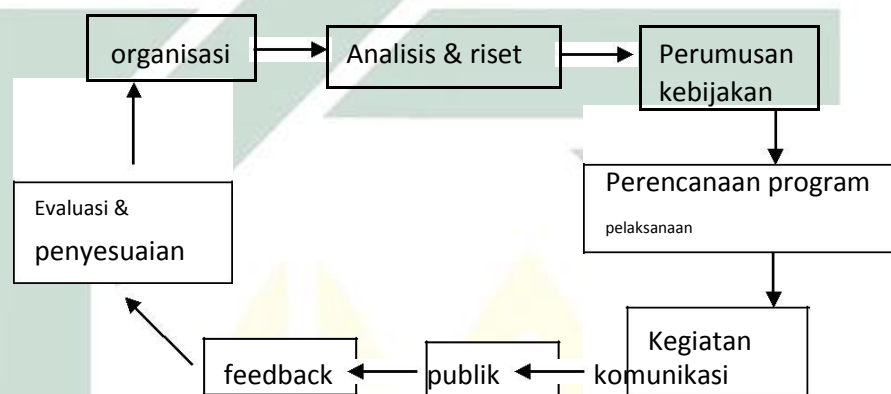 organisasi
Analisis & riset
Perumusan
kebijakan
Perencanaan program
pelaksanaan
Kegiatan
komunikasi
publik
feedback
Evaluasi &
penyesuaian